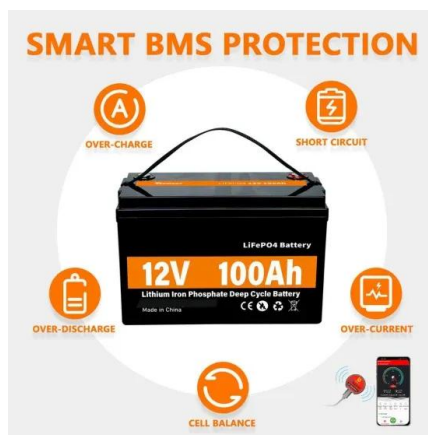 SMART BMS PROTECTION
A
OVER-CHARGE
SHORT CIRCUIT
LiFePO4 Battery
12V 100Ah
Lithium Iron Phosphate Deep Cycle Battery
Made in China
CE
OVER-DISCHARGE
OVER-CURRENT
CELL BALANCE